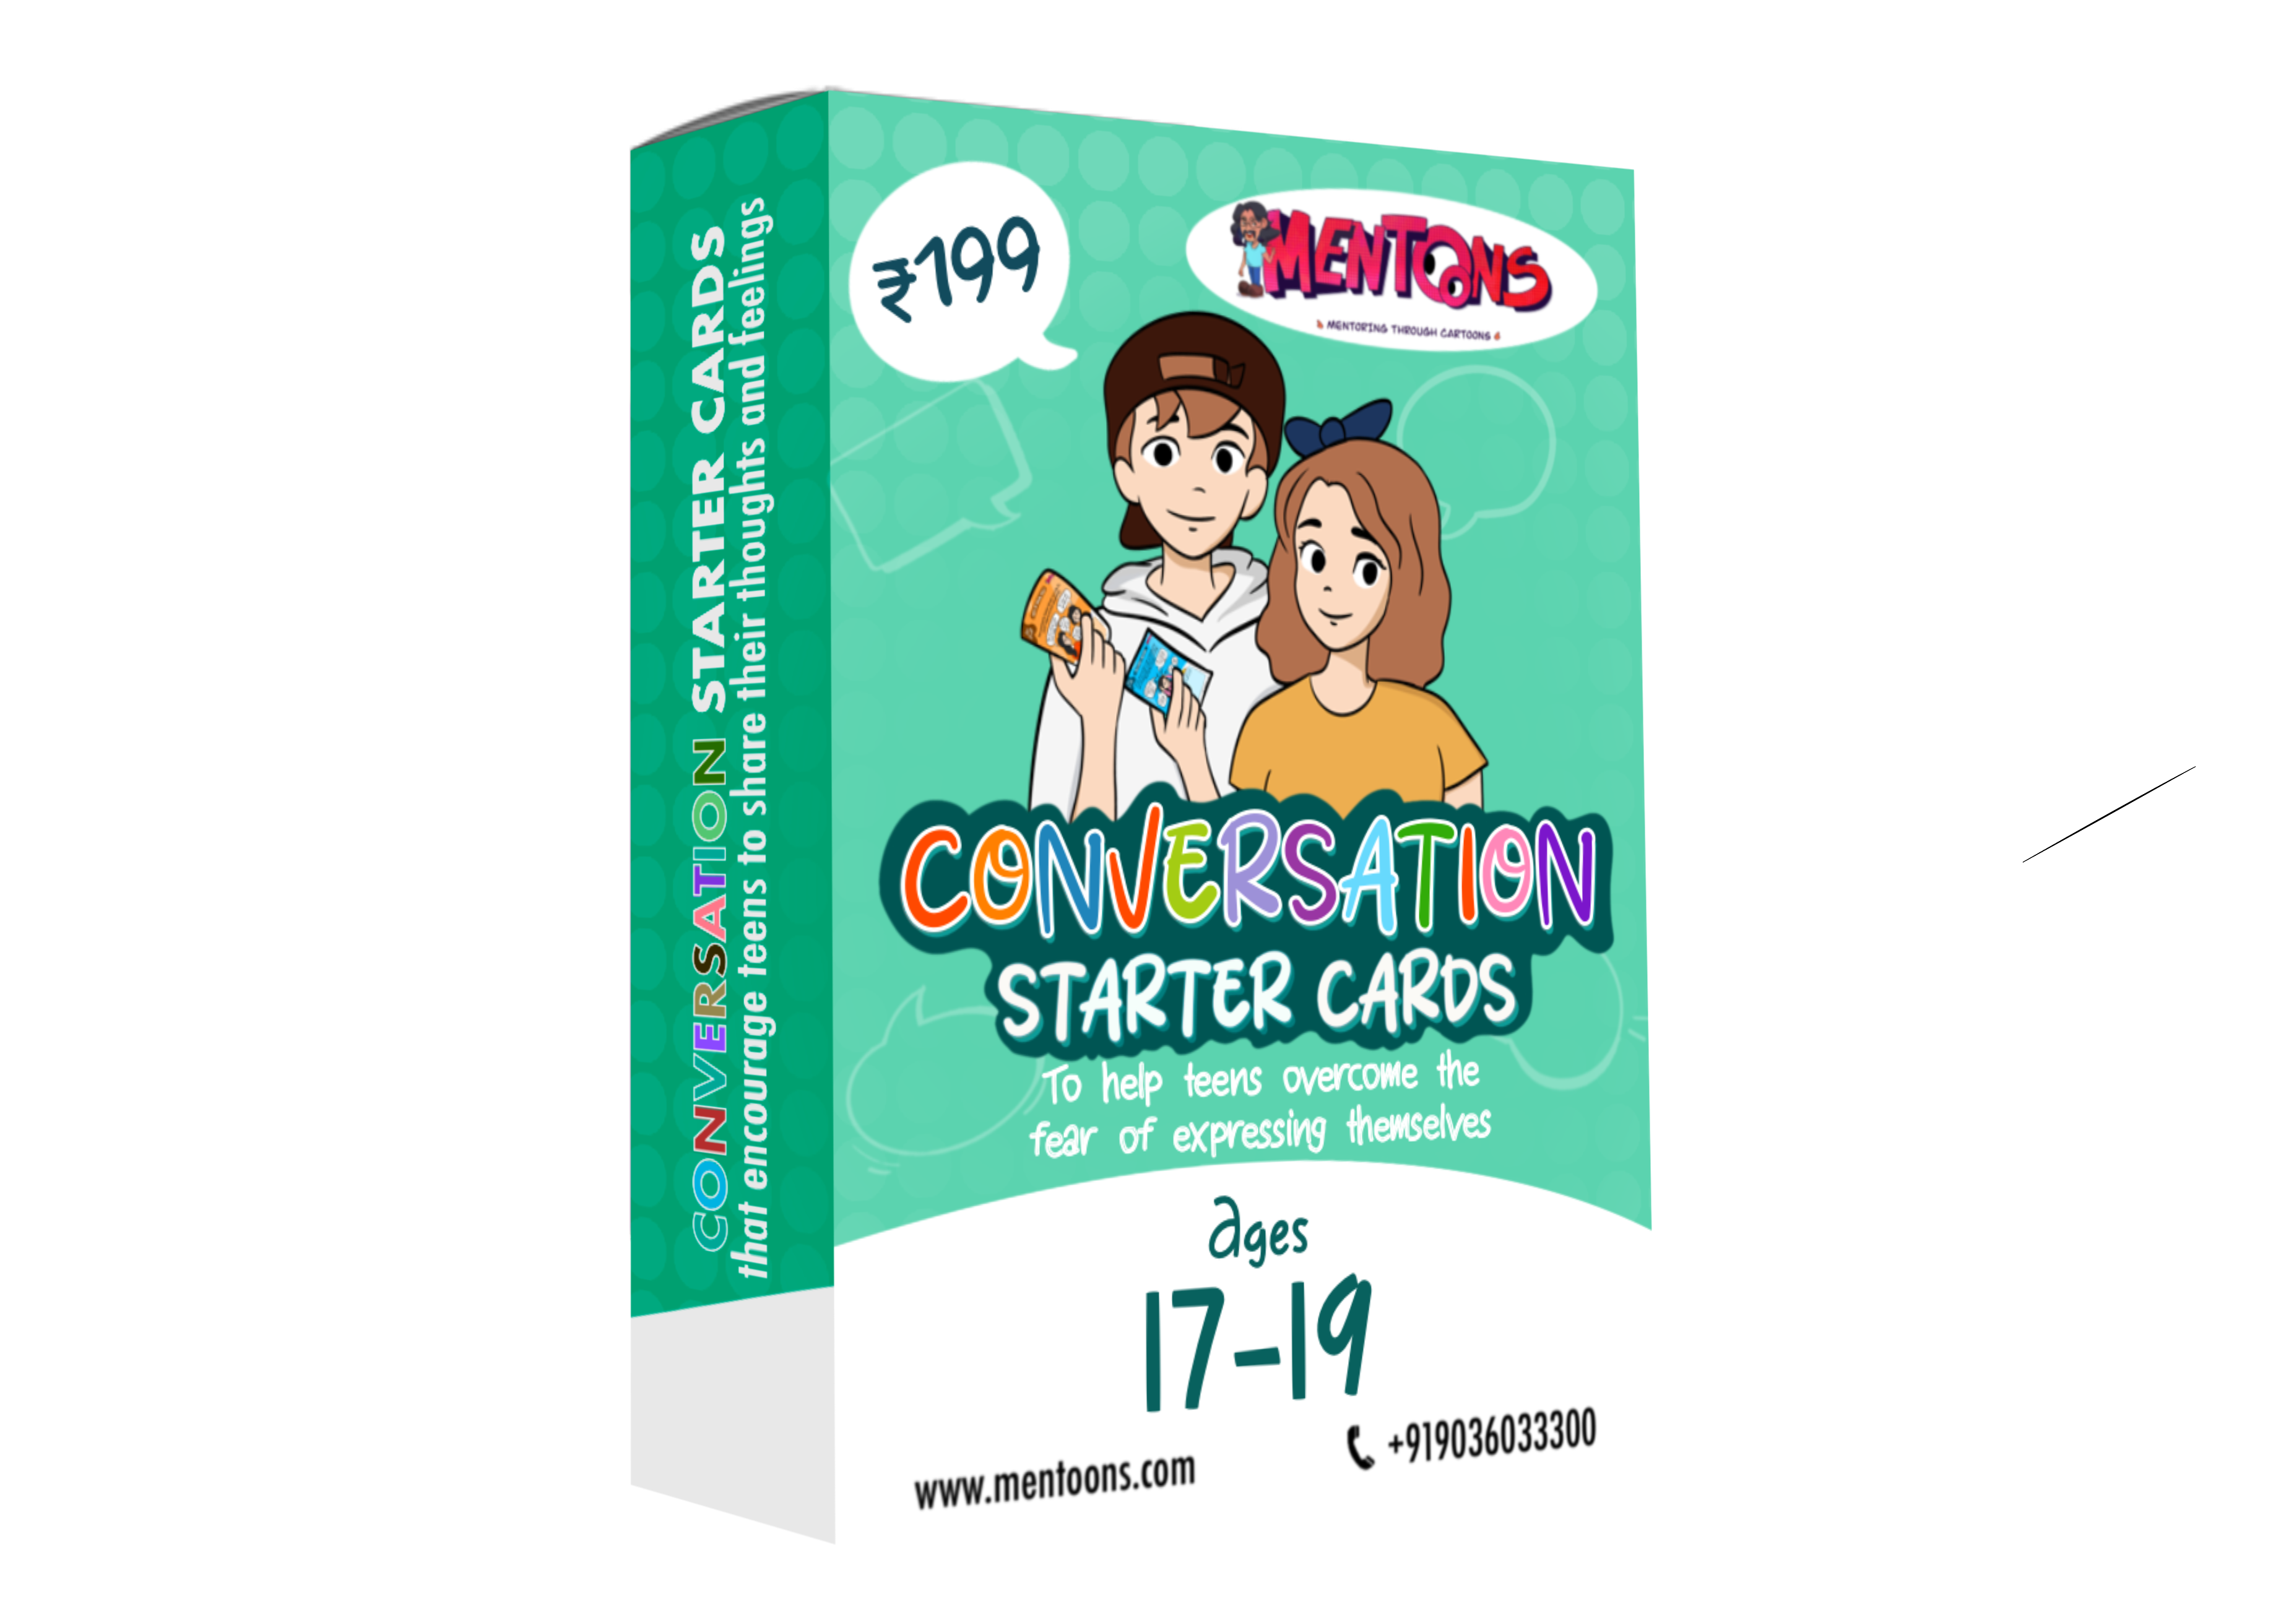 CONVERSATION STARTER CARDS
that encourage teens to share their thoughts and feelings
₹199
MENTOONS
MENTORING THROUGH CARTOONS
CONVERSATION
STARTER CARDS
To help teens overcome the
fear of expressing themselves
ages
17-19
www.mentoons.com
+919036033300